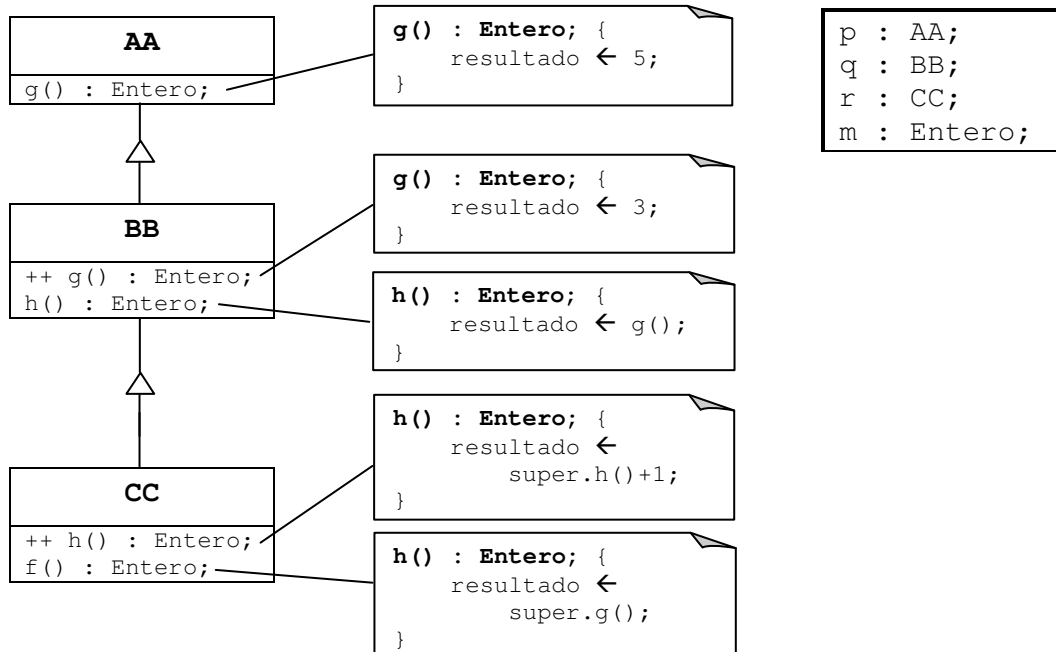 AA
g() : Entero;
g() : Entero; {
resultado ← 5;
}
p : AA;
q : BB;
r : CC;
m : Entero;
BB
++ g() : Entero;
h() : Entero;
g() : Entero; {
resultado ← 3;
}
h() : Entero; {
resultado ← g();
}
CC
++ h() : Entero;
f() : Entero;
h() : Entero; {
resultado ←
super.h()+1;
}
h() : Entero; {
resultado ←
super.g();
}